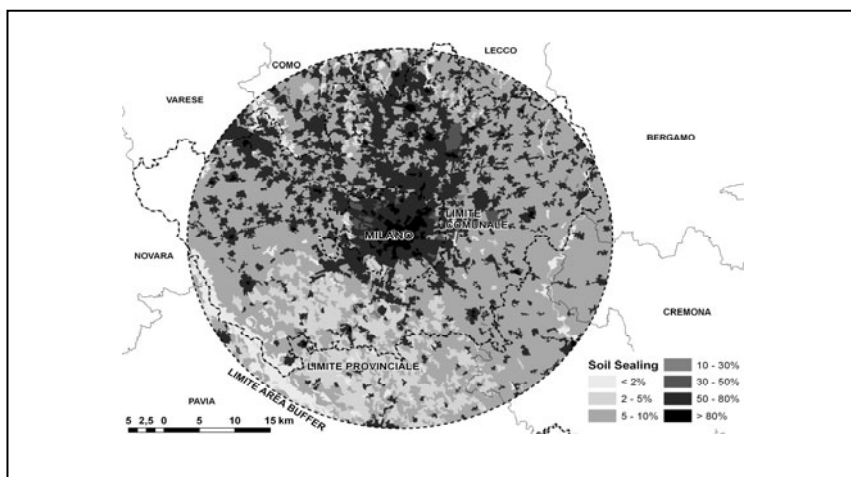 LECCO
COMO
VARESE
BERGAMO
LIMITE
COMUNALE
MILANO
NOVARA
CREMONA
LIMITE PROVINCIALE
LIMITE AREA BUFFER
PAVIA
Soil Sealing
< 2%
2 - 5%
5 - 10%
10 - 30%
30 - 50%
50 - 80%
> 80%
5 2,5 0 5 10 15 km